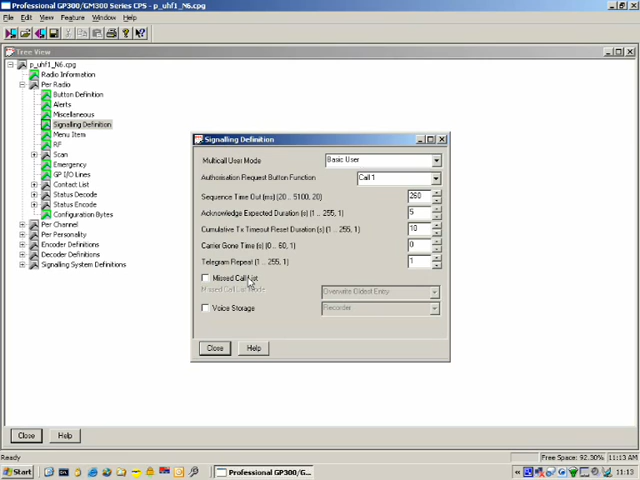 Professional GP300/GM300 Series CPS - p_uhf1_N6.cpg
File Edit View Feature Window Help
Tree View
p_uhf1_N6.cpg
Radio Information
Per Radio
Button Definition
Alerts
Miscellaneous
Signalling Definition
Menu Item
RF
Scan
Emergency
GP I/O Lines
Contact List
Status Decode
Status Encode
Configuration Bytes
Per Channel
Per Personality
Encoder Definitions
Decoder Definitions
Signalling System Definitions
Signalling Definition
Multicall User Mode Basic User
Authorisation Request Button Function Call 1
Sequence Time Out (ms) (20 .. 5100, 20) 260
Acknowledge Expected Duration (s) (1 .. 255, 1) 5
Cumulative Tx Timeout Reset Duration (s) (1 .. 255, 1) 10
Carrier Gone Time (s) (0 .. 60, 1) 0
Telegram Repeat (1 .. 255, 1) 1
Missed Call List
Missed Call List Mode Overwrite Oldest Entry
Voice Storage Recorder
Close Help
Close Help
Ready Free Space: 92.30% 11:13 AM
Start Professional GP300/G... 11:13